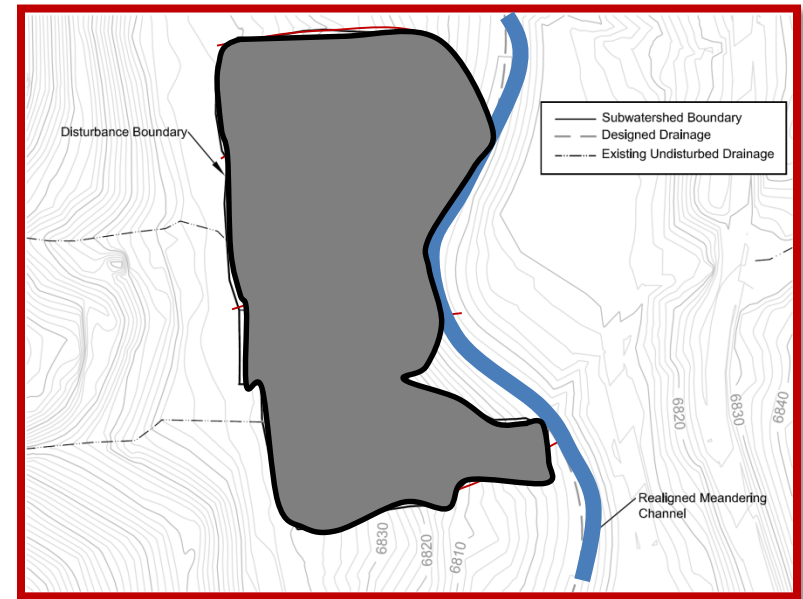 Subwatershed Boundary
Designed Drainage
Existing Undisturbed Drainage
Disturbance Boundary
6820
6830
6840
Realigned Meandering
Channel
6830
6820
6810